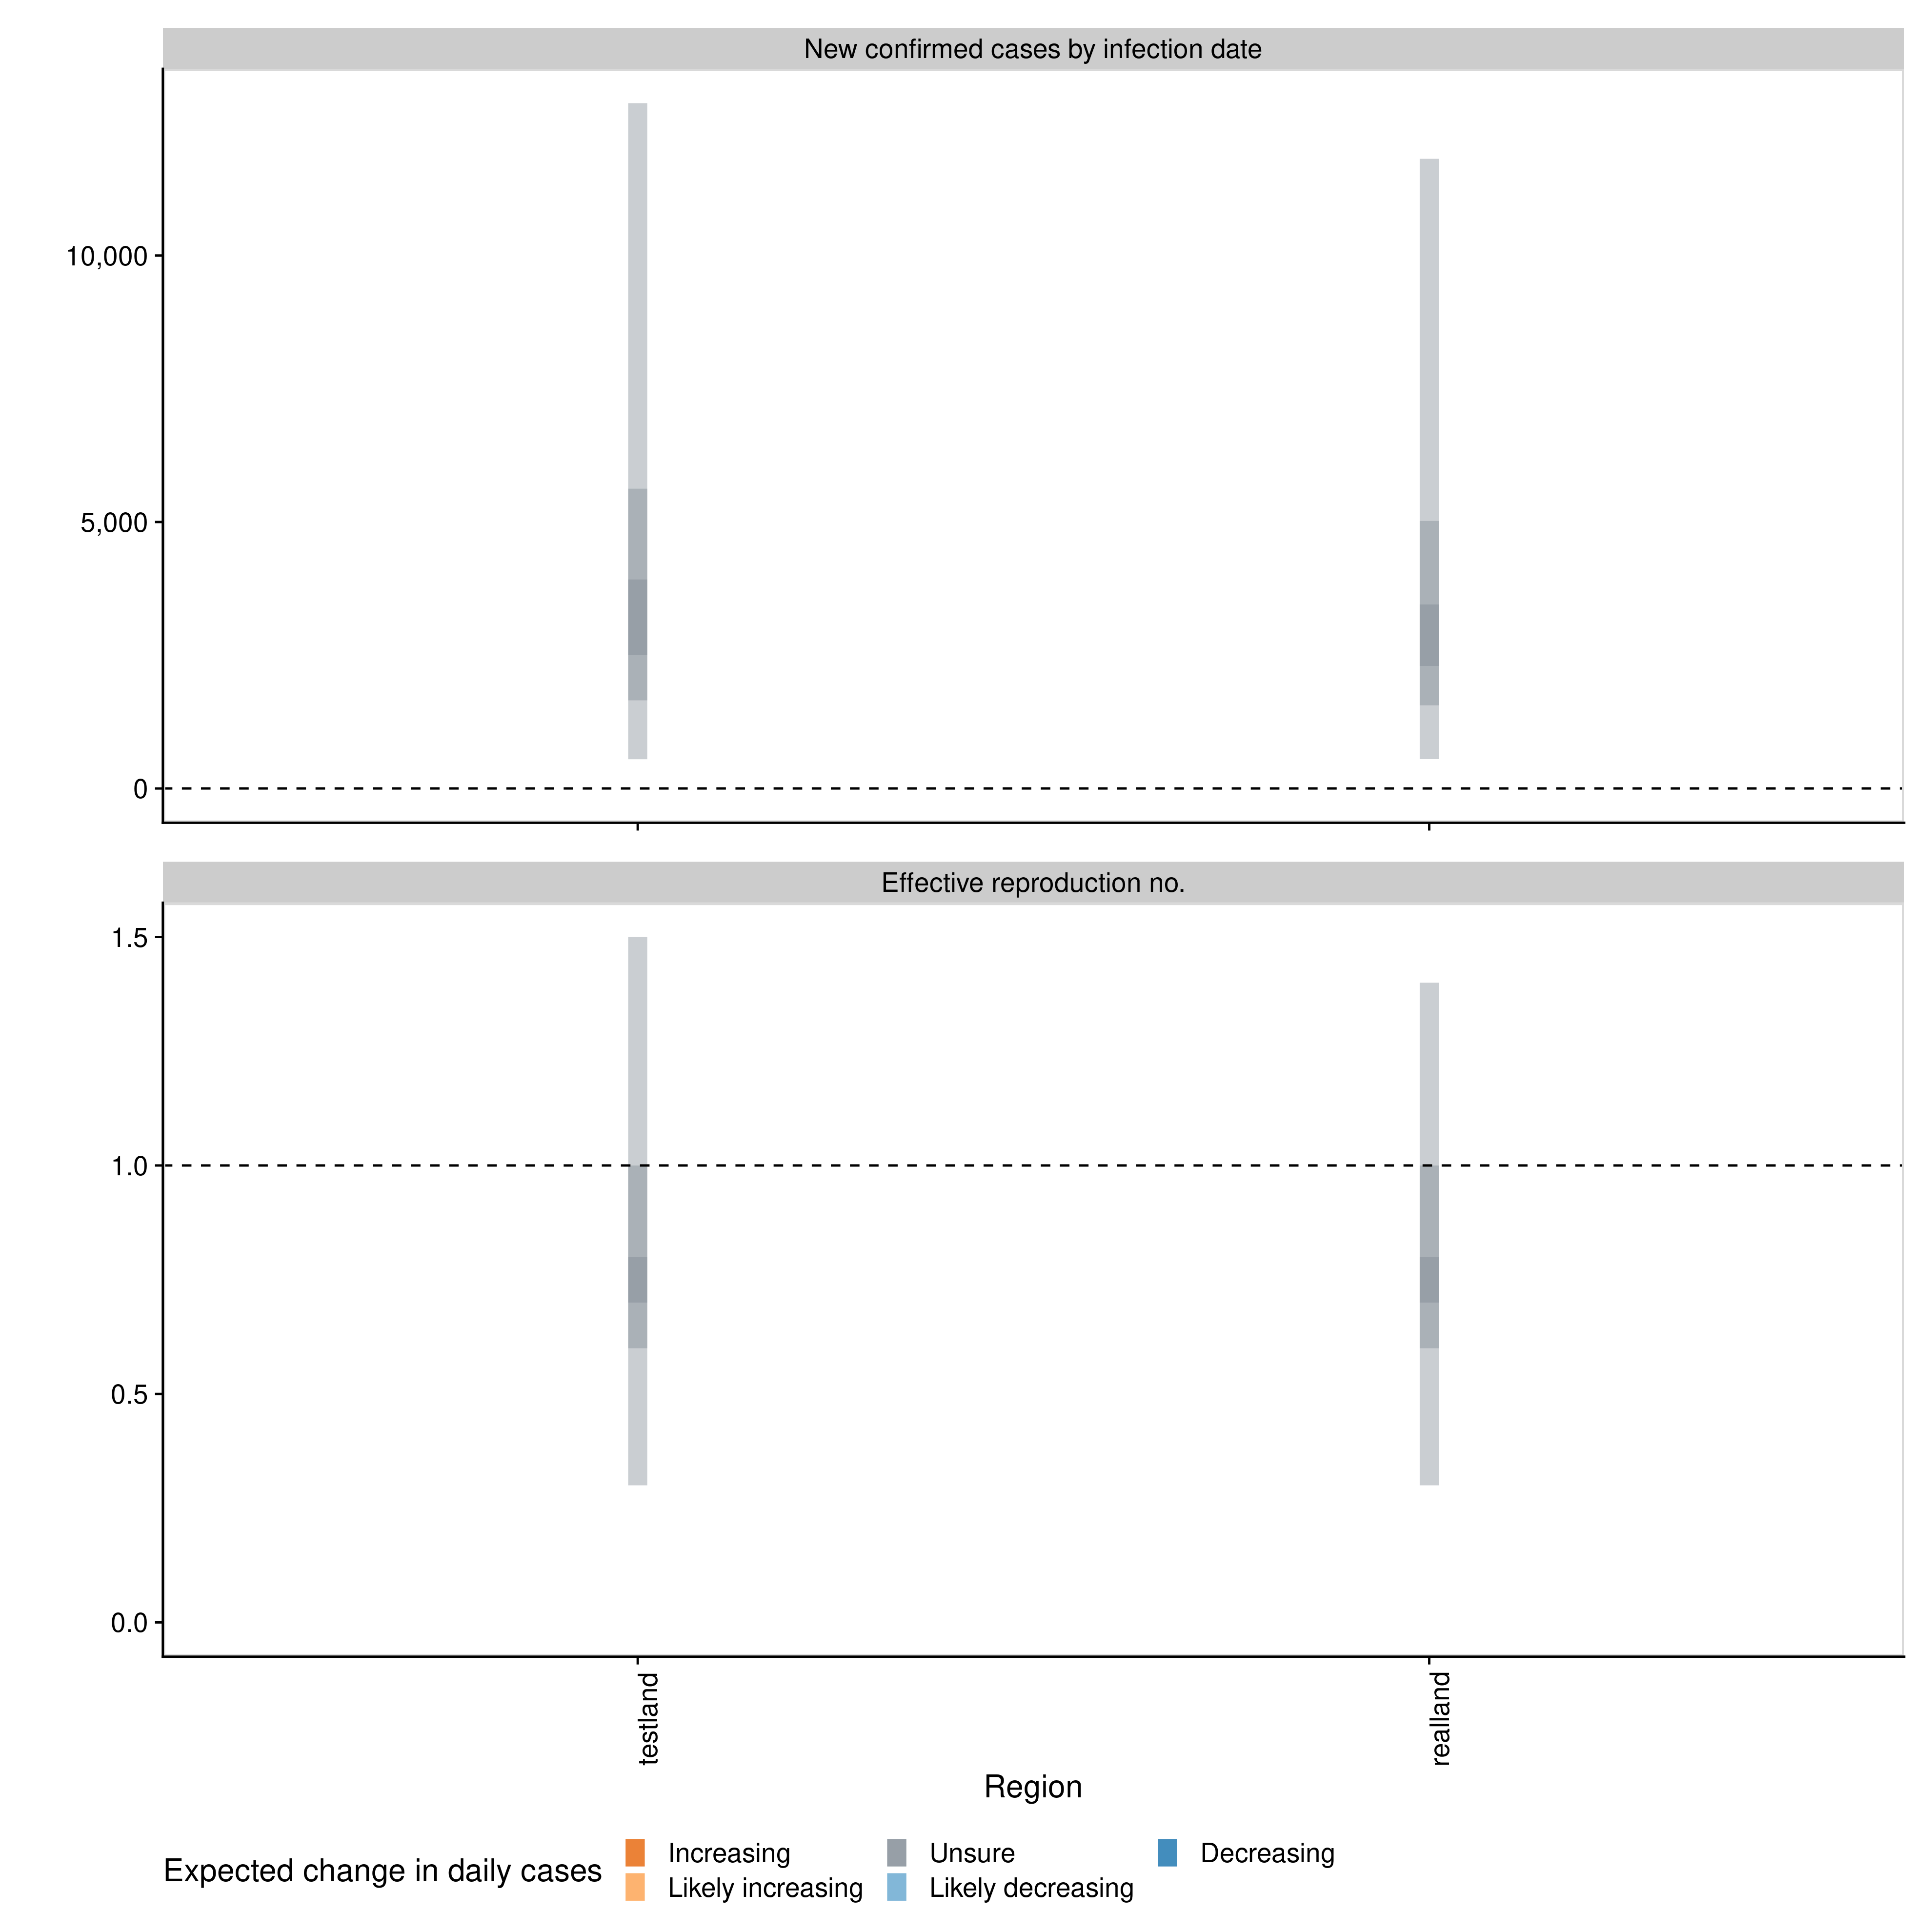 New confirmed cases by infection date
10,000
5,000
0
Effective reproduction no.
1.5
1.0
0.5
0.0
testland
realland
Region
Expected change in daily cases
Increasing
Unsure
Decreasing
Likely increasing
Likely decreasing